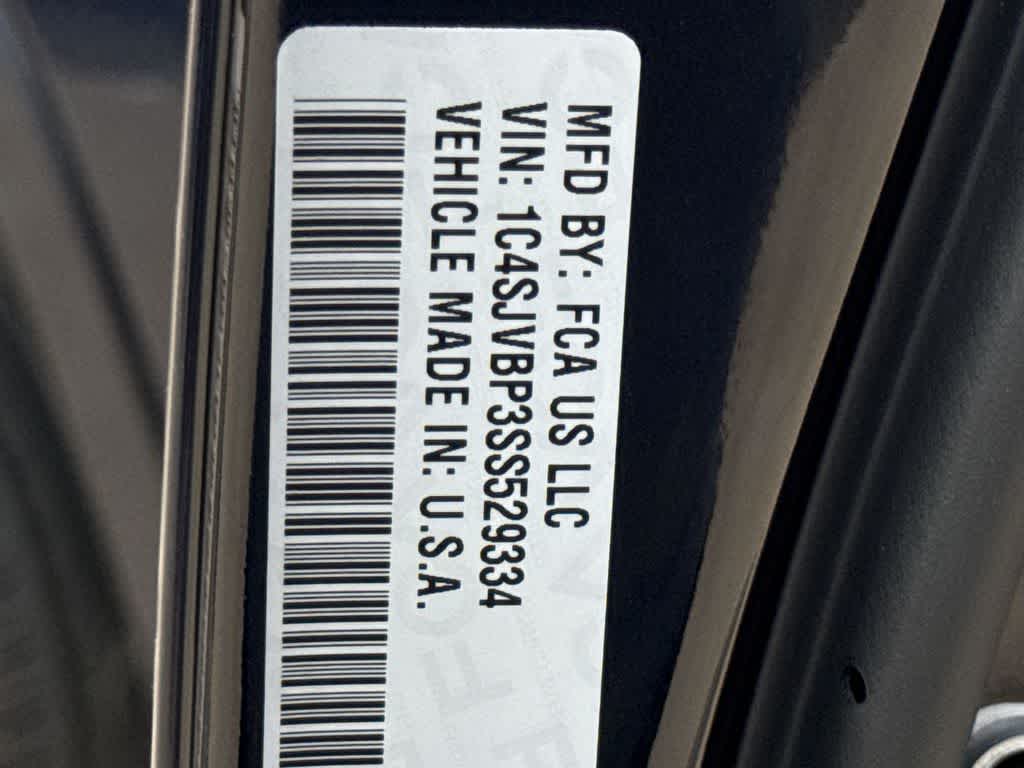 MFD BY: FCA US LLC
VIN: 1C4SJVBP3SS529334
VEHICLE MADE IN: U.S.A.